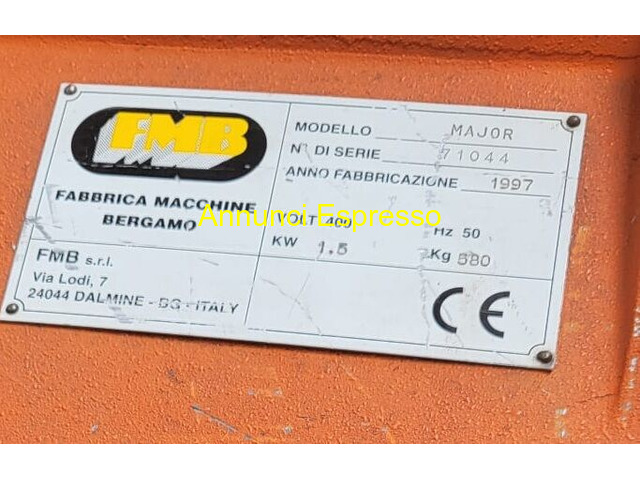 FMB
FABBRICA MACCHINE
BERGAMO
FMB s.r.l.
Via Lodi, 7
24044 DALMINE - BG - ITALY
MODELLO MAJOR
N° DI SERIE 71044
ANNO FABBRICAZIONE 1997
VOLT 400 Hz 50
KW 1.5 Kg 580
CE
Annunci Espresso